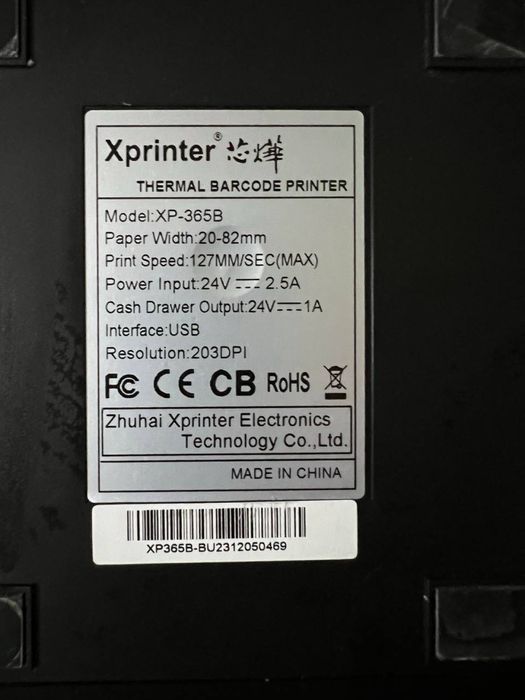 Xprinter® 芯烨
THERMAL BARCODE PRINTER
Model:XP-365B
Paper Width:20-82mm
Print Speed:127MM/SEC(MAX)
Power Input:24V⎓2.5A
Cash Drawer Output:24V⎓1A
Interface:USB
Resolution:203DPI
FC CE CB RoHS
Zhuhai Xprinter Electronics
Technology Co.,Ltd.
MADE IN CHINA
XP365B-BU2312050469